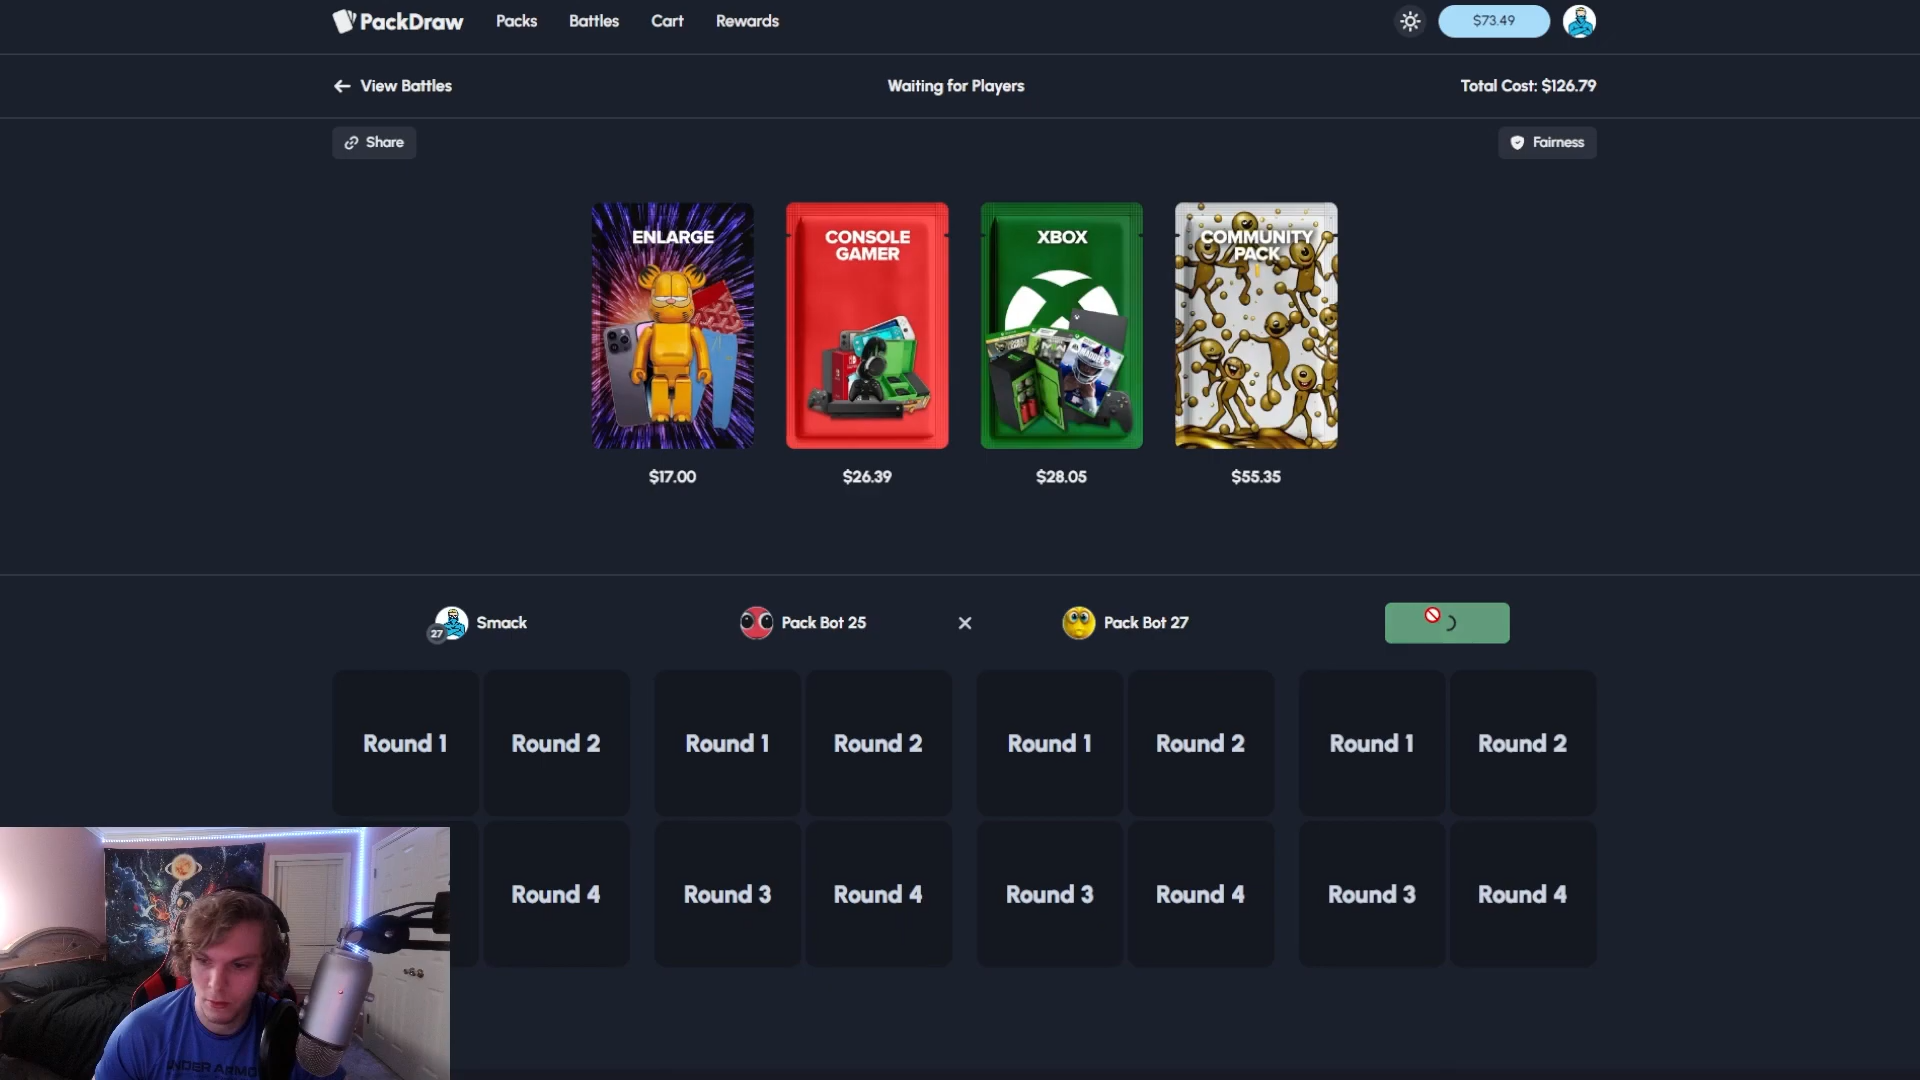 PackDraw
Packs
Battles
Cart
Rewards
$73.49
View Battles
Waiting for Players
Total Cost: $126.79
Share
Fairness
ENLARGE
CONSOLE
GAMER
XBOX
COMMUNITY
PACK
$17.00
$26.39
$28.05
$55.35
27
Smack
Pack Bot 25
Pack Bot 27
Round 1
Round 2
Round 1
Round 2
Round 1
Round 2
Round 1
Round 2
Round 4
Round 3
Round 4
Round 3
Round 4
Round 3
Round 4